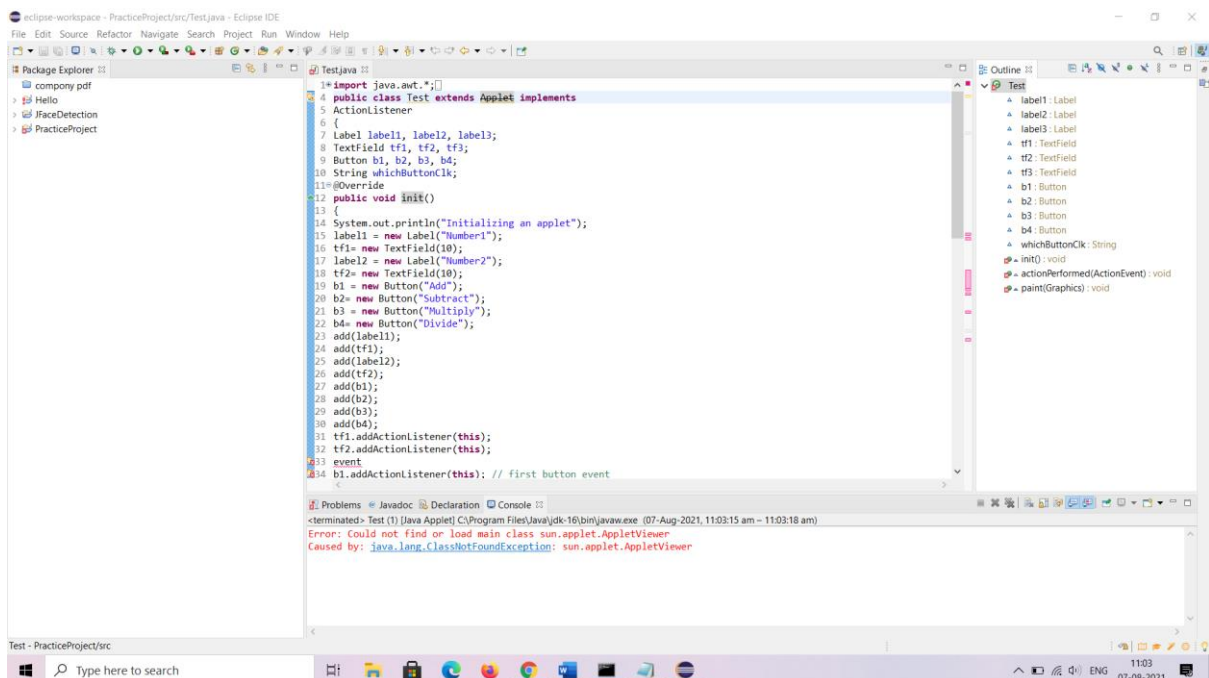 eclipse-workspace - PracticeProject/src/Test.java - Eclipse IDE
File Edit Source Refactor Navigate Search Project Run Window Help
Package Explorer
Test.java
Outline
compony pdf
Hello
JFaceDetection
PracticeProject
1 import java.awt.*;
4 public class Test extends Applet implements
5 ActionListener
6 {
7 Label label1, label2, label3;
8 TextField tf1, tf2, tf3;
9 Button b1, b2, b3, b4;
10 String whichButtonClk;
11 @Override
12 public void init()
13 {
14 System.out.println("Initializing an applet");
15 label1 = new Label("Number1");
16 tf1= new TextField(10);
17 label2 = new Label("Number2");
18 tf2= new TextField(10);
19 b1 = new Button("Add");
20 b2= new Button("Subtract");
21 b3 = new Button("Multiply");
22 b4= new Button("Divide");
23 add(label1);
24 add(tf1);
25 add(label2);
26 add(tf2);
27 add(b1);
28 add(b2);
29 add(b3);
30 add(b4);
31 tf1.addActionListener(this);
32 tf2.addActionListener(this);
33 event
34 b1.addActionListener(this); // first button event
Test
label1 : Label
label2 : Label
label3 : Label
tf1 : TextField
tf2 : TextField
tf3 : TextField
b1 : Button
b2 : Button
b3 : Button
b4 : Button
whichButtonClk : String
init() : void
actionPerformed(ActionEvent) : void
paint(Graphics) : void
Problems Javadoc Declaration Console
<terminated> Test (1) [Java Applet] C:\Program Files\Java\jdk-16\bin\javaw.exe (07-Aug-2021, 11:03:15 am – 11:03:18 am)
Error: Could not find or load main class sun.applet.AppletViewer
Caused by: java.lang.ClassNotFoundException: sun.applet.AppletViewer
Test - PracticeProject/src
Type here to search
ENG
11:03
07-08-2021